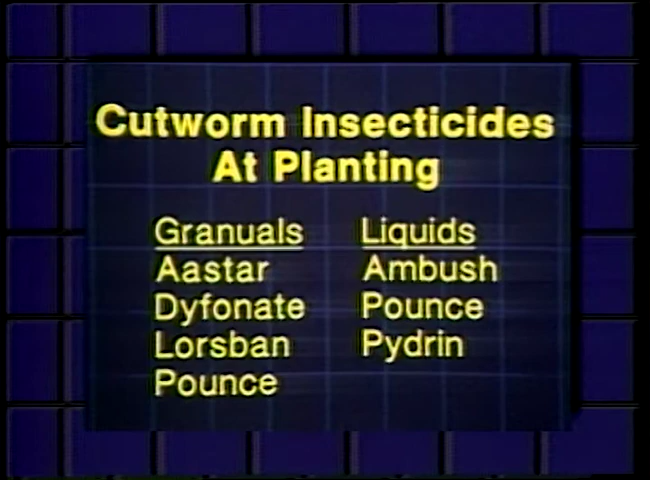 Cutworm Insecticides
At Planting
Granuals
Aastar
Dyfonate
Lorsban
Pounce
Liquids
Ambush
Pounce
Pydrin